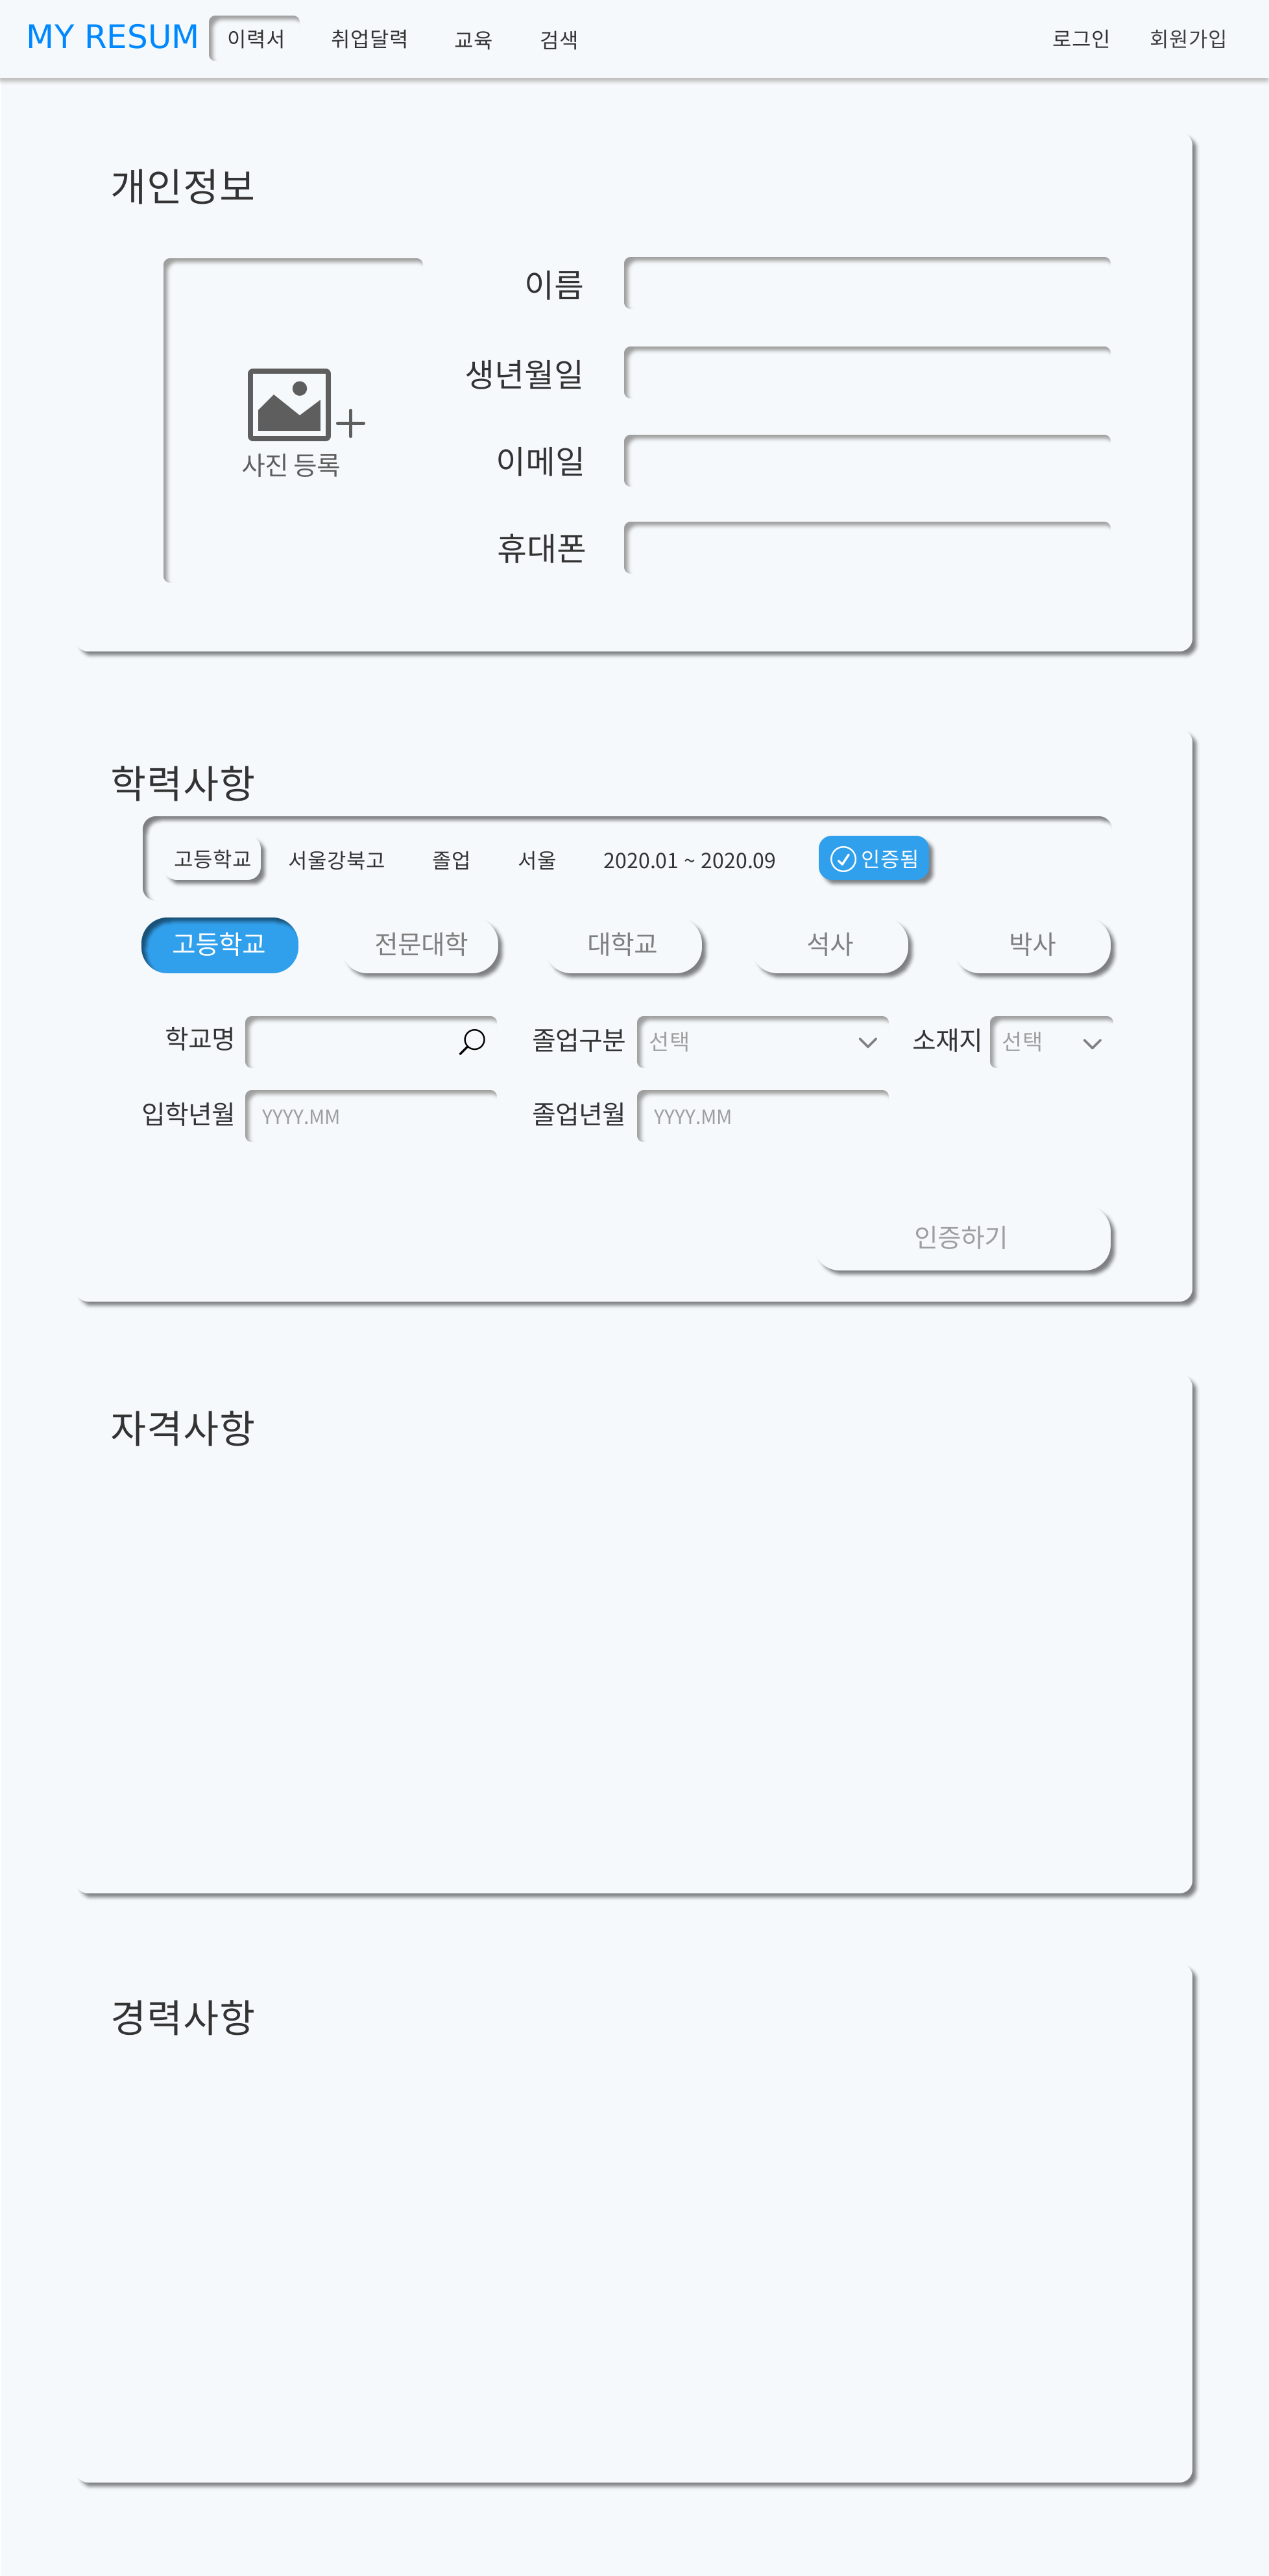 MY RESUM 이력서 취업달력 교육 검색 로그인 회원가입
개인정보
이름
생년월일
이메일
사진 등록
휴대폰
학력사항
고등학교 서울강북고 졸업 서울 2020.01 ~ 2020.09 인증됨
고등학교 전문대학 대학교 석사 박사
학교명 졸업구분 선택 소재지 선택
입학년월 YYYY.MM 졸업년월 YYYY.MM
인증하기
자격사항
경력사항